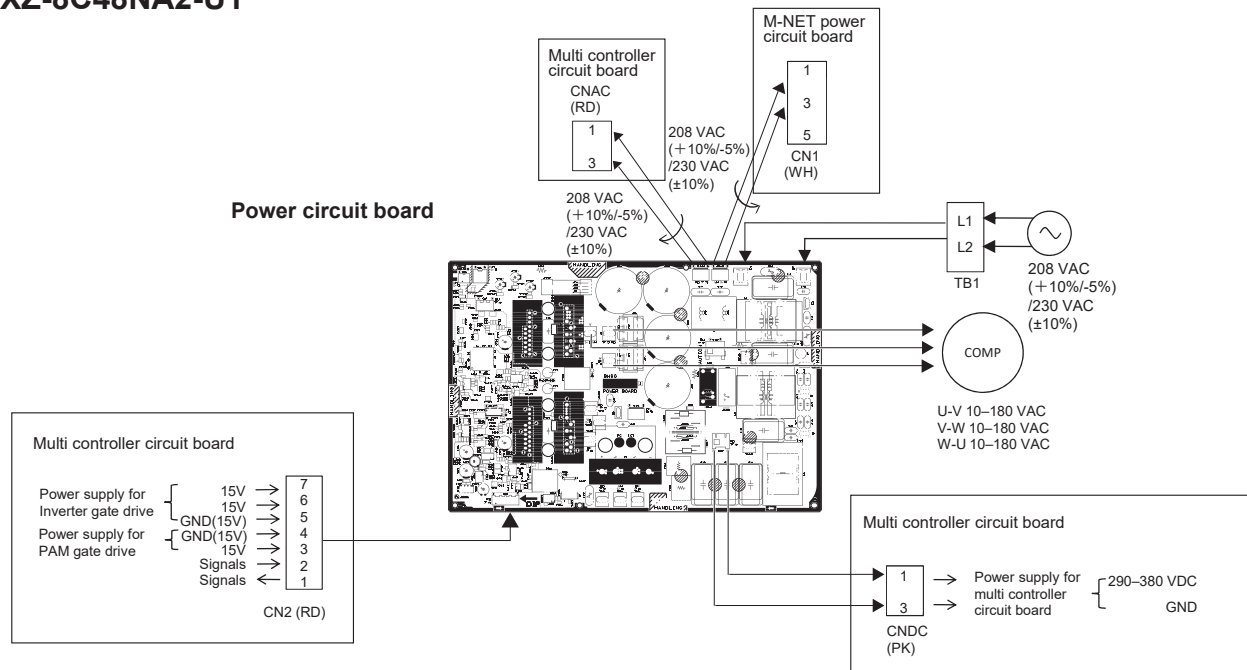 XZ-8C48NA2-U1
M-NET power
circuit board
1
3
5
CN1
(WH)
Multi controller
circuit board
CNAC
(RD)
1
3
208 VAC
(+10%/-5%)
/230 VAC
(±10%)
208 VAC
(+10%/-5%)
/230 VAC
(±10%)
Power circuit board
L1
L2
TB1
208 VAC
(+10%/-5%)
/230 VAC
(±10%)
HANDLING
POWER BOARD
HANDLING
COMP
U-V 10–180 VAC
V-W 10–180 VAC
W-U 10–180 VAC
Multi controller circuit board
Power supply for
Inverter gate drive
Power supply for
PAM gate drive
15V 7
15V 6
GND(15V) 5
GND(15V) 4
15V 3
Signals 2
Signals 1
CN2 (RD)
Multi controller circuit board
1
3
CNDC
(PK)
Power supply for
multi controller
circuit board
290–380 VDC
GND